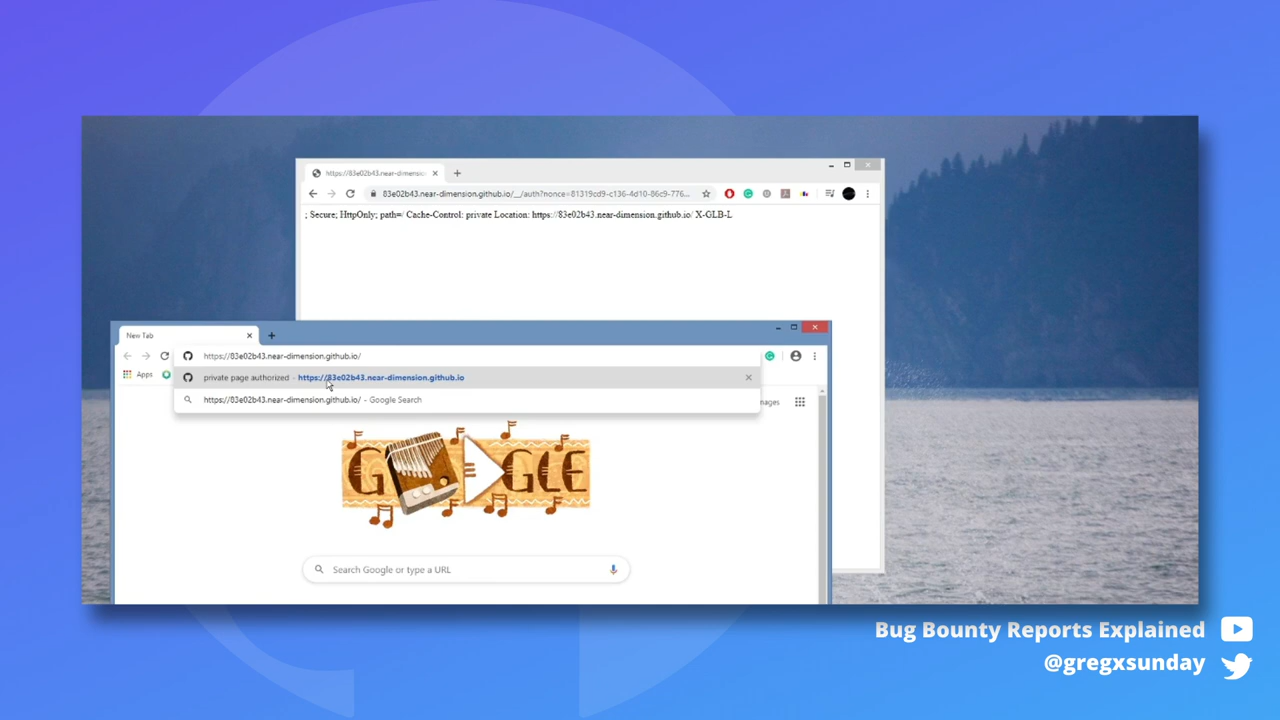 https://83e02b43.near-dimensio
83e02b43.near-dimension.github.io/__/auth?nonce=81319cd9-c136-4d10-86c9-776...
; Secure; HttpOnly; path=/ Cache-Control: private Location: https://83e02b43.near-dimension.github.io/ X-GLB-L
New Tab
https://83e02b43.near-dimension.github.io/
Apps
private page authorized - https://83e02b43.near-dimension.github.io
https://83e02b43.near-dimension.github.io/ - Google Search
mages
GOOGLE
Search Google or type a URL
Bug Bounty Reports Explained
@gregxsunday